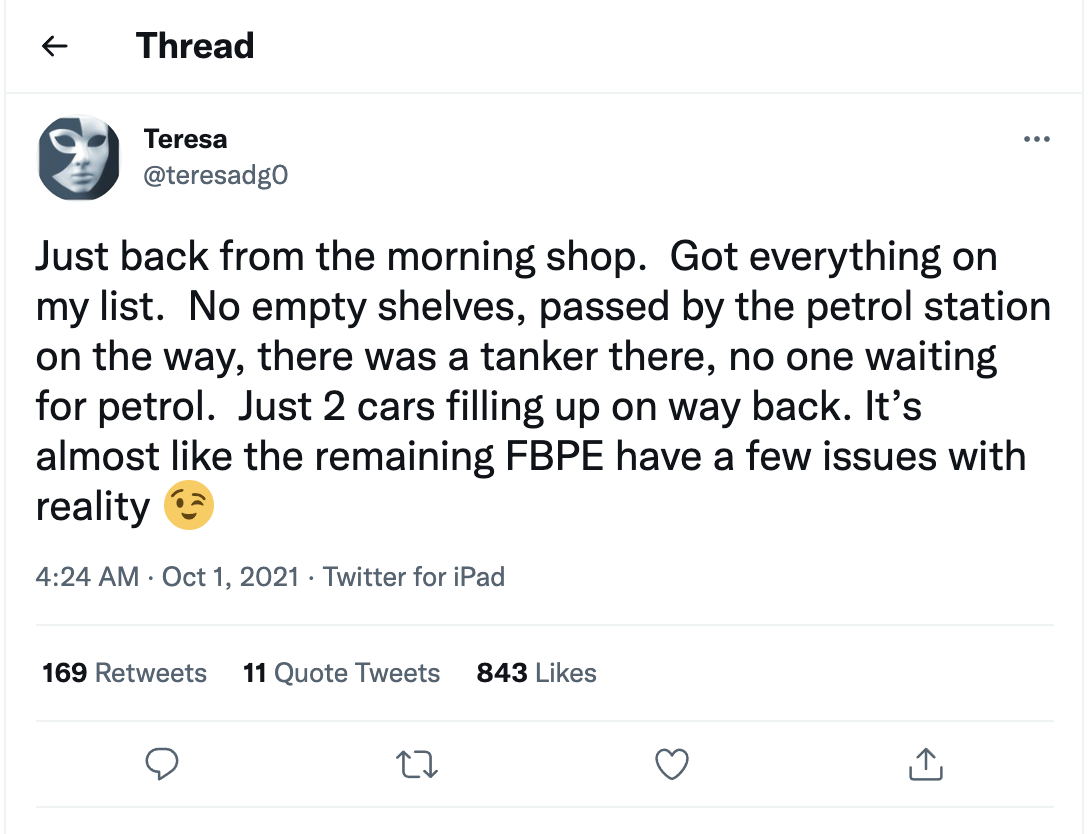 Thread
Teresa
@teresadg0
Just back from the morning shop.  Got everything on
my list.  No empty shelves, passed by the petrol station
on the way, there was a tanker there, no one waiting
for petrol.  Just 2 cars filling up on way back. It’s
almost like the remaining FBPE have a few issues with
reality 😉
4:24 AM · Oct 1, 2021 · Twitter for iPad
169 Retweets 11 Quote Tweets 843 Likes